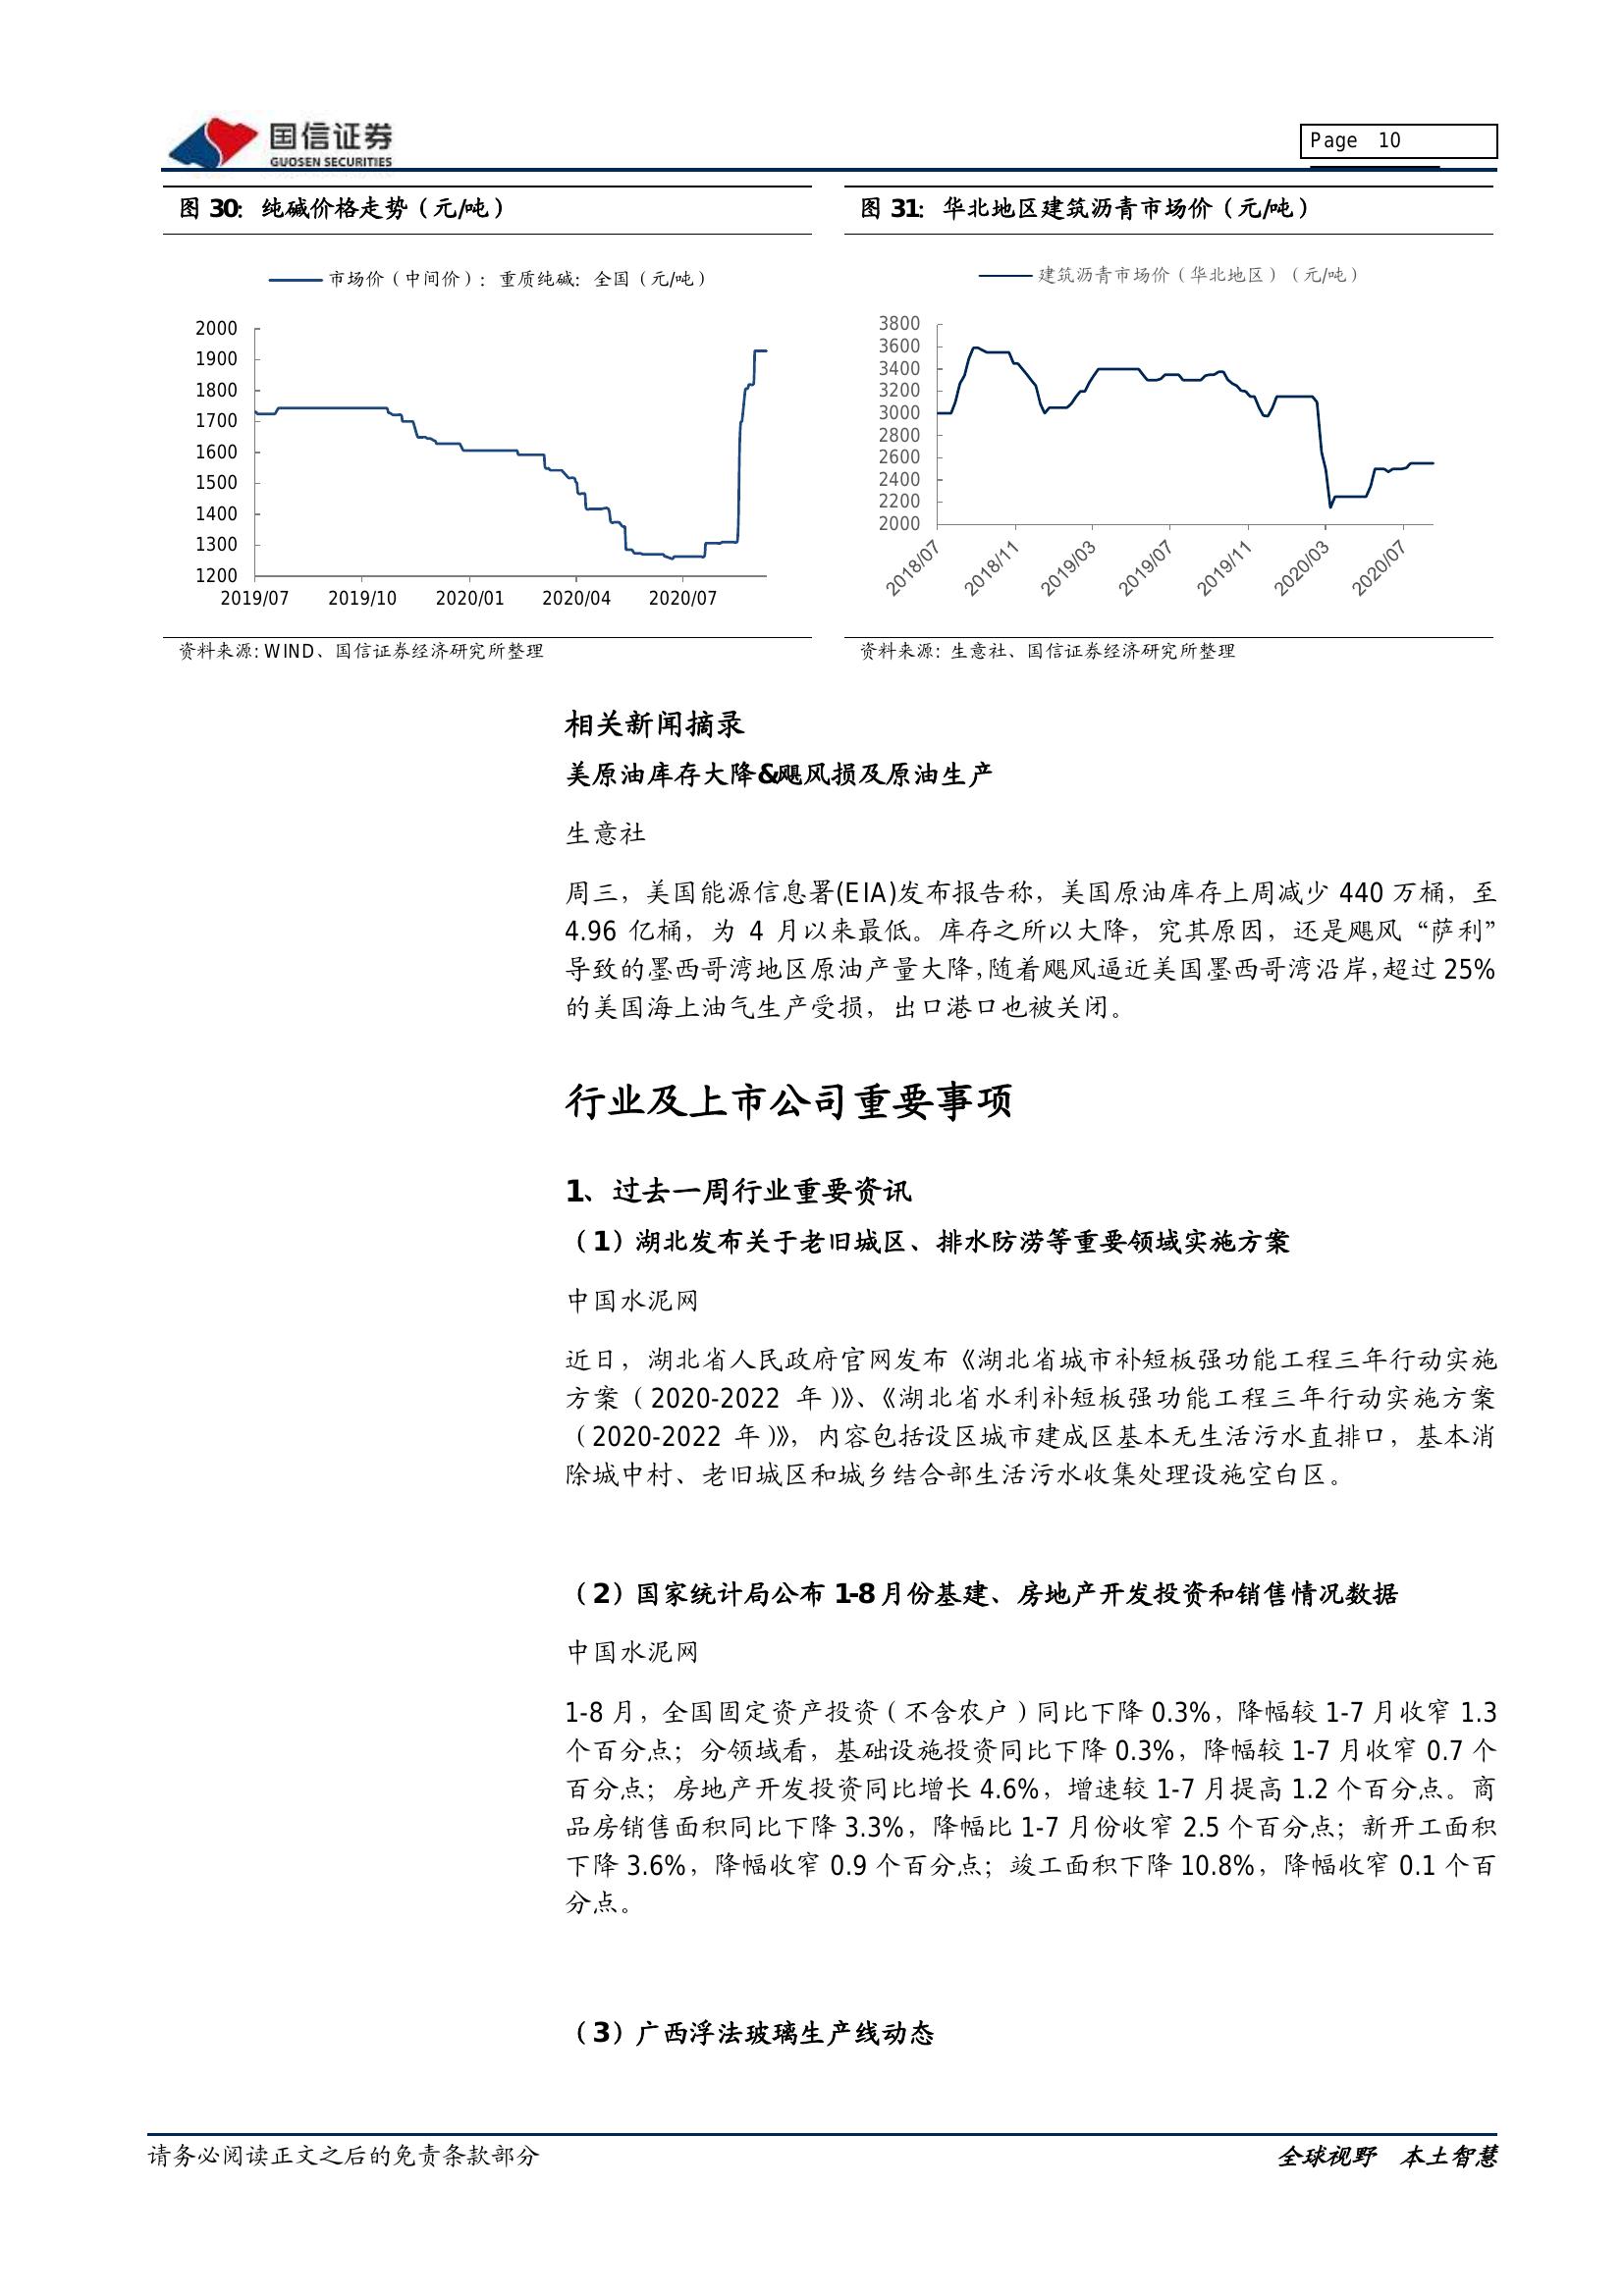 国信证券
GUOSEN SECURITIES
Page 10
图 30：纯碱价格走势（元/吨）
市场价（中间价）：重质纯碱：全国（元/吨）
2000
1900
1800
1700
1600
1500
1400
1300
1200
2019/07 2019/10 2020/01 2020/04 2020/07
资料来源: WIND、国信证券经济研究所整理
图 31：华北地区建筑沥青市场价（元/吨）
建筑沥青市场价（华北地区）（元/吨）
3800
3600
3400
3200
3000
2800
2600
2400
2200
2000
2018/07 2018/11 2019/03 2019/07 2019/11 2020/03 2020/07
资料来源：生意社、国信证券经济研究所整理
相关新闻摘录
美原油库存大降&飓风损及原油生产
生意社
周三，美国能源信息署(EIA)发布报告称，美国原油库存上周减少 440 万桶，至
4.96 亿桶，为 4 月以来最低。库存之所以大降，究其原因，还是飓风“萨利”
导致的墨西哥湾地区原油产量大降，随着飓风逼近美国墨西哥湾沿岸，超过 25%
的美国海上油气生产受损，出口港口也被关闭。
行业及上市公司重要事项
1、过去一周行业重要资讯
（1）湖北发布关于老旧城区、排水防涝等重要领域实施方案
中国水泥网
近日，湖北省人民政府官网发布《湖北省城市补短板强功能工程三年行动实施
方案（2020-2022 年）》、《湖北省水利补短板强功能工程三年行动实施方案
（2020-2022 年）》，内容包括设区城市建成区基本无生活污水直排口，基本消
除城中村、老旧城区和城乡结合部生活污水收集处理设施空白区。
（2）国家统计局公布 1-8 月份基建、房地产开发投资和销售情况数据
中国水泥网
1-8 月，全国固定资产投资（不含农户）同比下降 0.3%，降幅较 1-7 月收窄 1.3
个百分点；分领域看，基础设施投资同比下降 0.3%，降幅较 1-7 月收窄 0.7 个
百分点；房地产开发投资同比增长 4.6%，增速较 1-7 月提高 1.2 个百分点。商
品房销售面积同比下降 3.3%，降幅比 1-7 月份收窄 2.5 个百分点；新开工面积
下降 3.6%，降幅收窄 0.9 个百分点；竣工面积下降 10.8%，降幅收窄 0.1 个百
分点。
（3）广西浮法玻璃生产线动态
请务必阅读正文之后的免责条款部分
全球视野 本土智慧